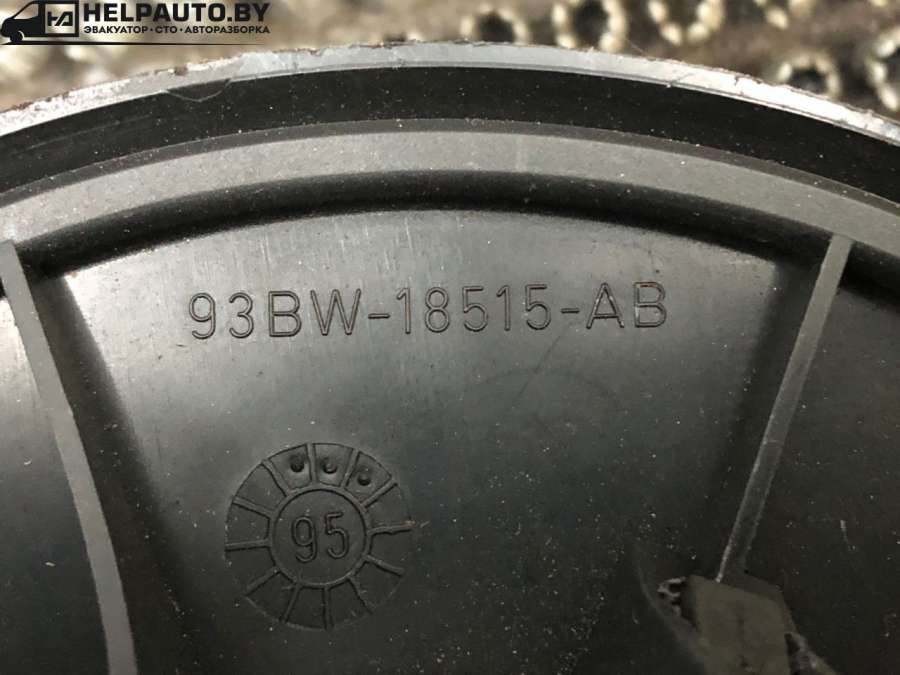 HELPAUTO.BY
ЭВАКУАТОР · СТО · АВТОРАЗБОРКА
93BW-18515-AB
95